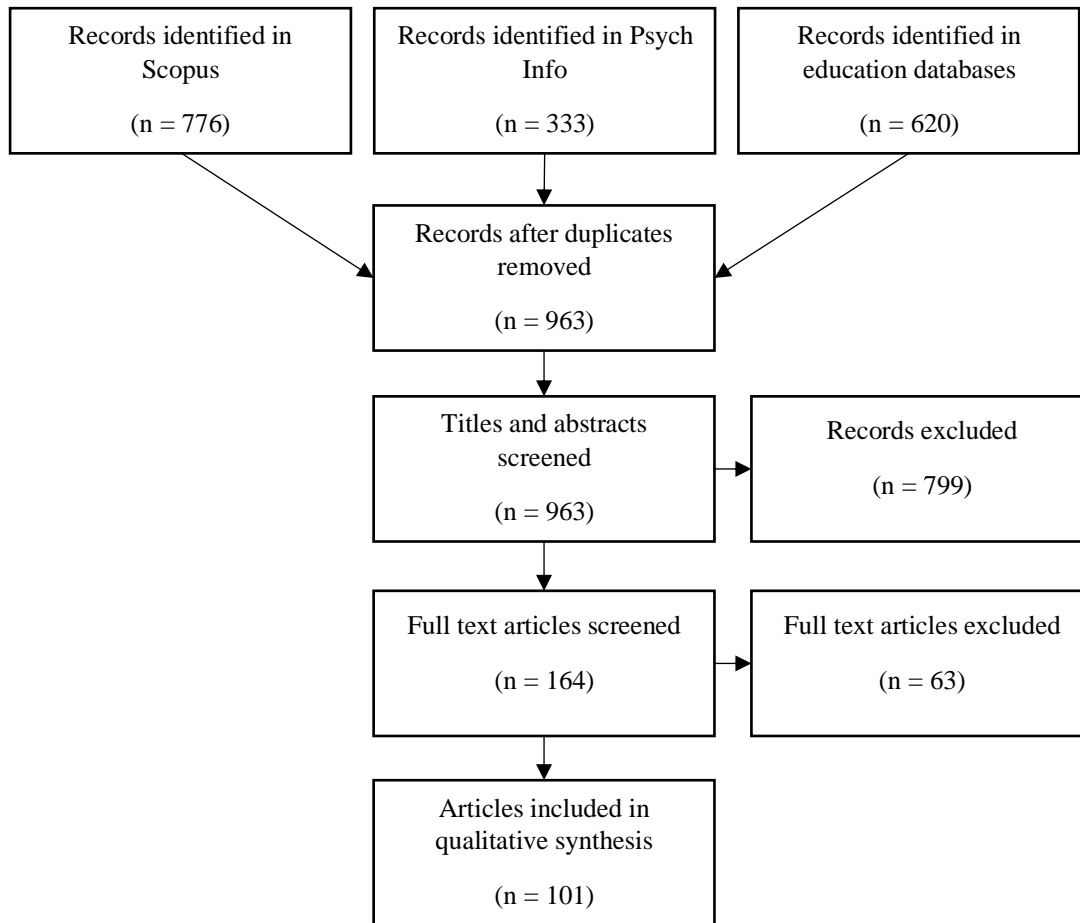 Records identified in
Scopus
(n = 776)
Records identified in Psych
Info
(n = 333)
Records identified in
education databases
(n = 620)
Records after duplicates
removed
(n = 963)
Titles and abstracts
screened
(n = 963)
Records excluded
(n = 799)
Full text articles screened
(n = 164)
Full text articles excluded
(n = 63)
Articles included in
qualitative synthesis
(n = 101)